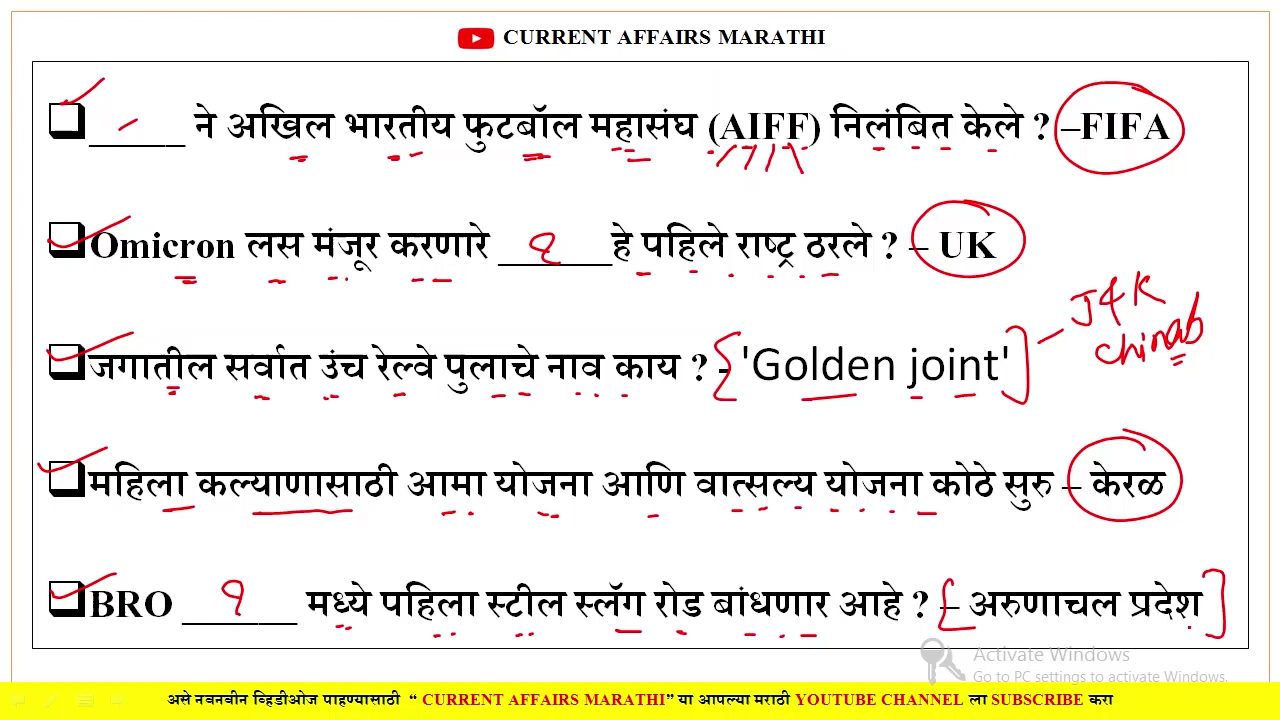 CURRENT AFFAIRS MARATHI
_____ ने अखिल भारतीय फुटबॉल महासंघ (AIFF) निलंबित केले ? –FIFA
Omicron लस मंजूर करणारे ______हे पहिले राष्ट्र ठरले ? – UK
J&K
Chinab
जगातील सर्वात उंच रेल्वे पुलाचे नाव काय ? - 'Golden joint'
महिला कल्याणासाठी आमा योजना आणि वात्सल्य योजना कोठे सुरु – केरळ
BRO ______ मध्ये पहिला स्टील स्लॅग रोड बांधणार आहे ? – अरुणाचल प्रदेश
Activate Windows
Go to PC settings to activate Windows.
असे नवनवीन व्हिडीओज पाहण्यासाठी “ CURRENT AFFAIRS MARATHI” या आपल्या मराठी YOUTUBE CHANNEL ला SUBSCRIBE करा